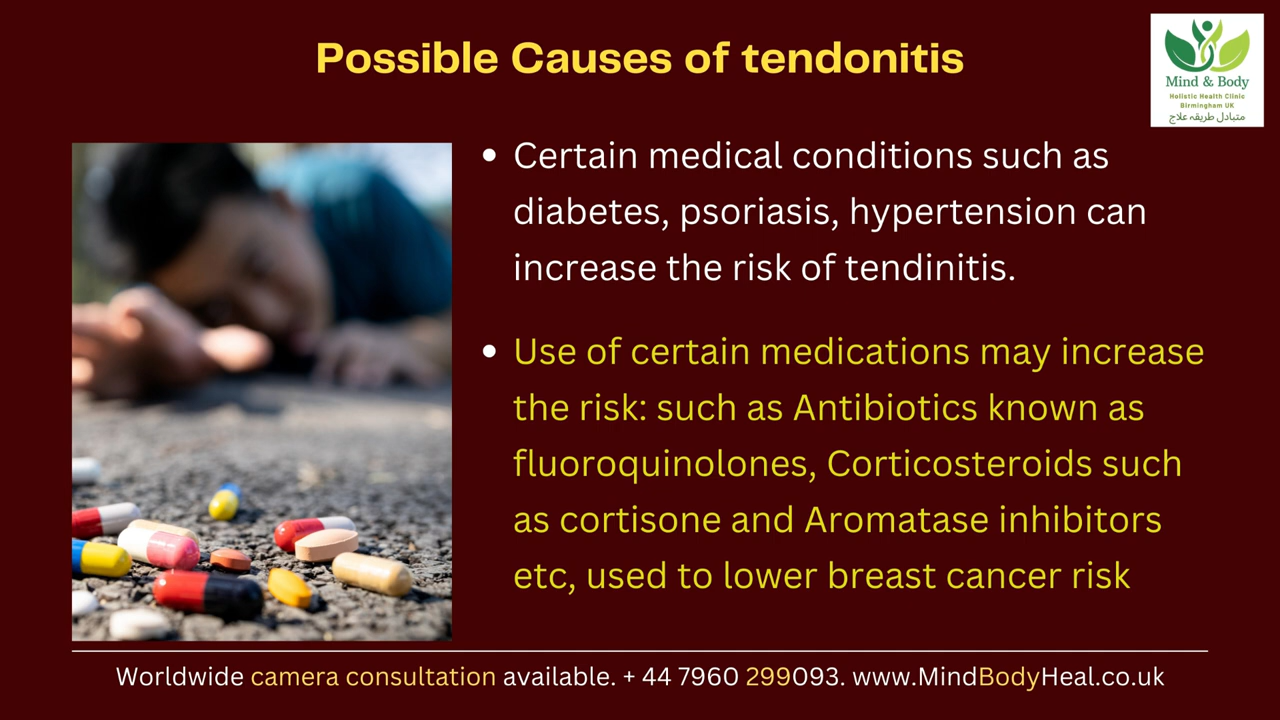 Possible Causes of tendonitis
Mind & Body
Holistic Health Clinic
Birmingham UK
متبادل طریقہ علاج
• Certain medical conditions such as
diabetes, psoriasis, hypertension can
increase the risk of tendinitis.
• Use of certain medications may increase
the risk: such as Antibiotics known as
fluoroquinolones, Corticosteroids such
as cortisone and Aromatase inhibitors
etc, used to lower breast cancer risk
Worldwide camera consultation available. + 44 7960 299093. www.MindBodyHeal.co.uk